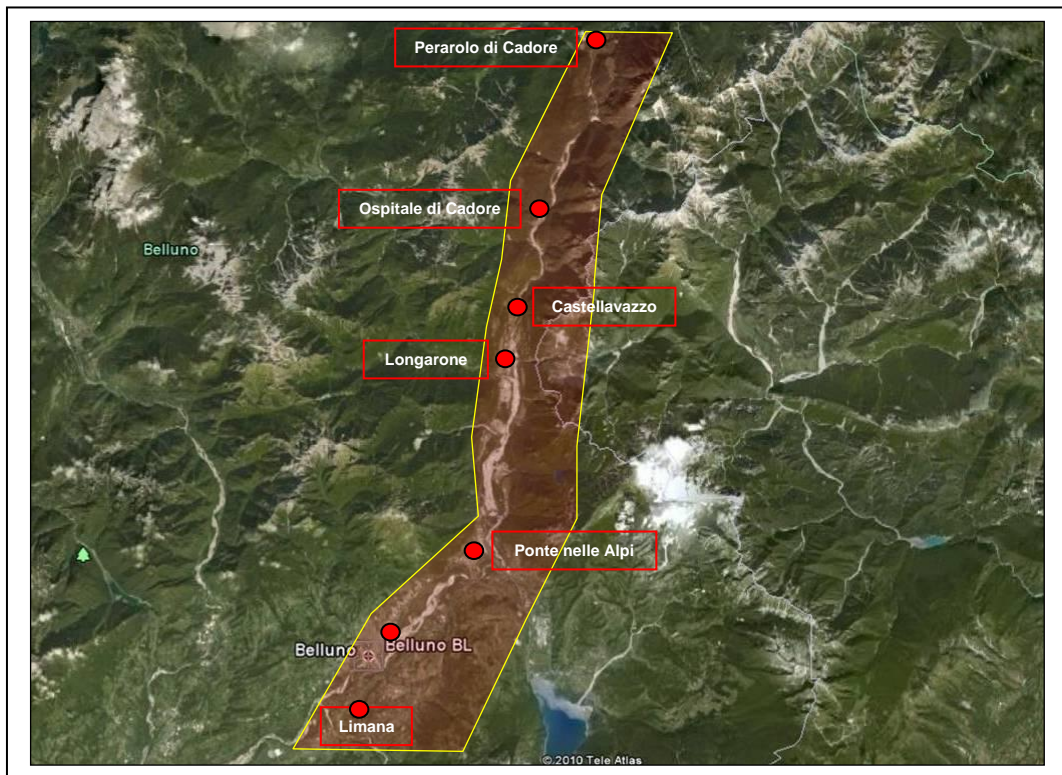 Perarolo di Cadore
Ospitale di Cadore
Belluno
Castellavazzo
Longarone
Ponte nelle Alpi
Belluno
Belluno BL
Limana
© 2010 Tele Atlas